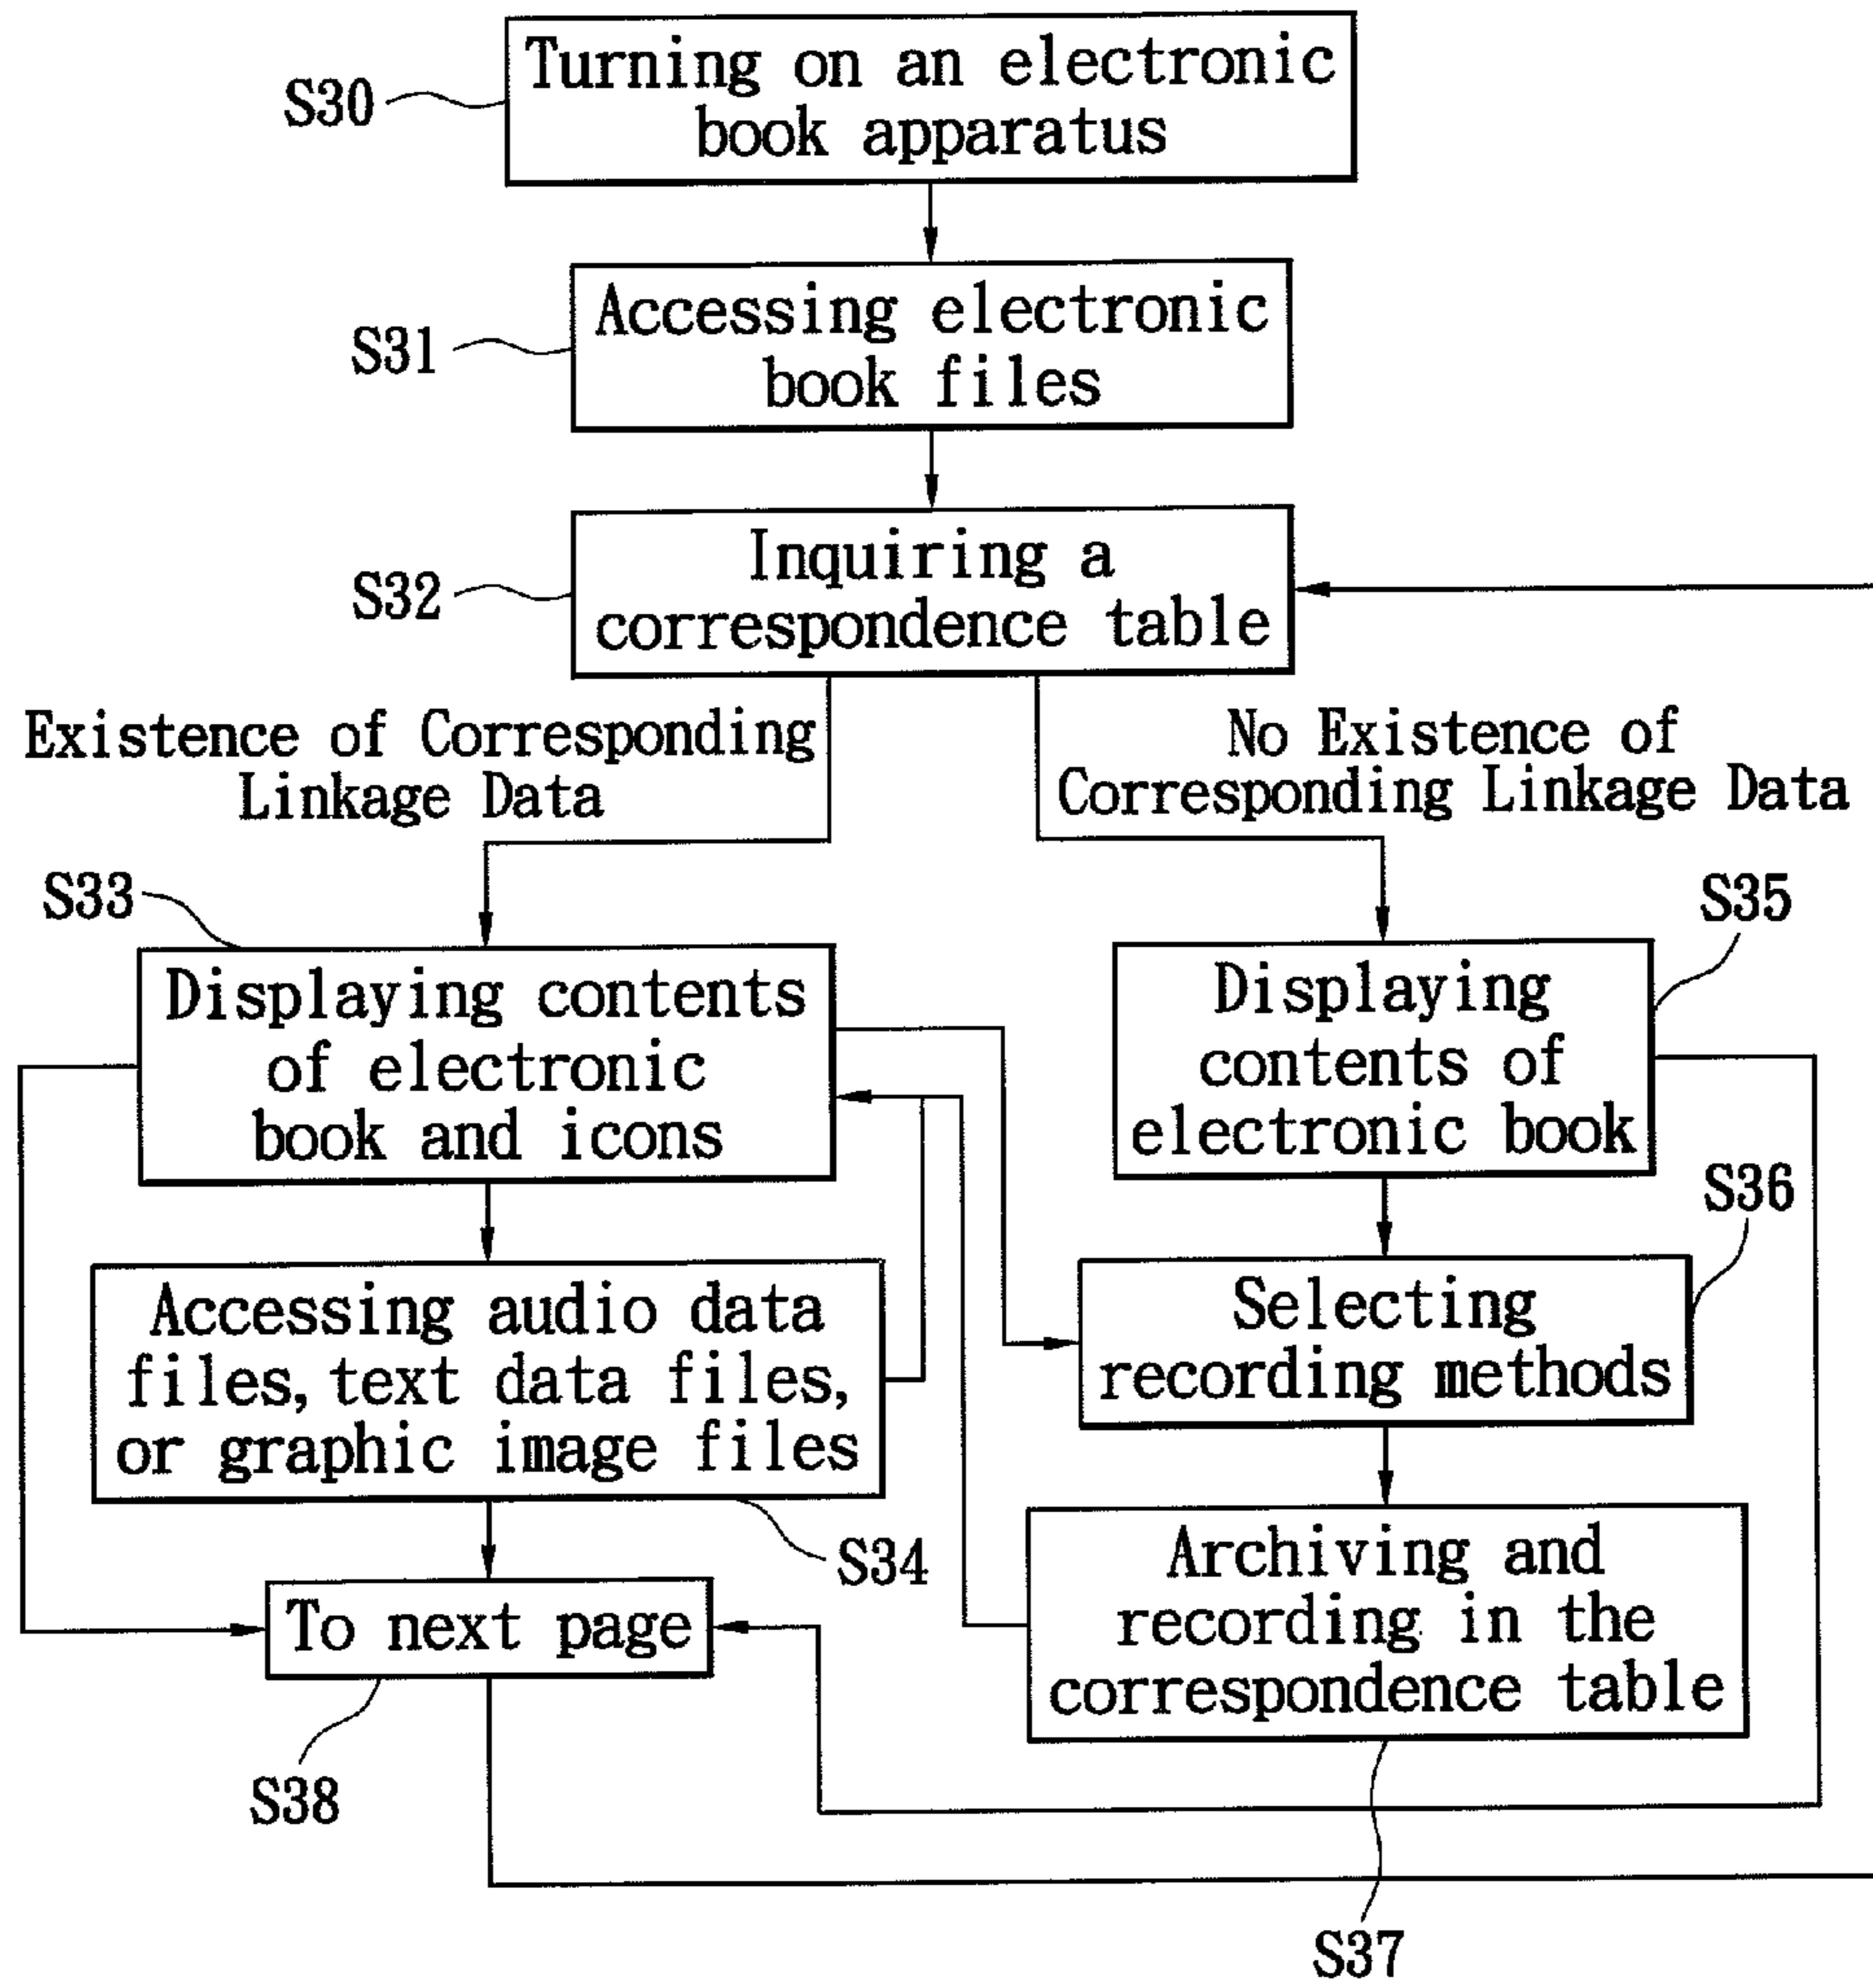 S30
Turning on an electronic
book apparatus
S31
Accessing electronic
book files
S32
Inquiring a
correspondence table
Existence of Corresponding
Linkage Data
No Existence of
Corresponding Linkage Data
S33
Displaying contents
of electronic
book and icons
S35
Displaying
contents of
electronic book
S36
Selecting
recording methods
Accessing audio data
files, text data files,
or graphic image files
S34
Archiving and
recording in the
correspondence table
To next page
S38
S37